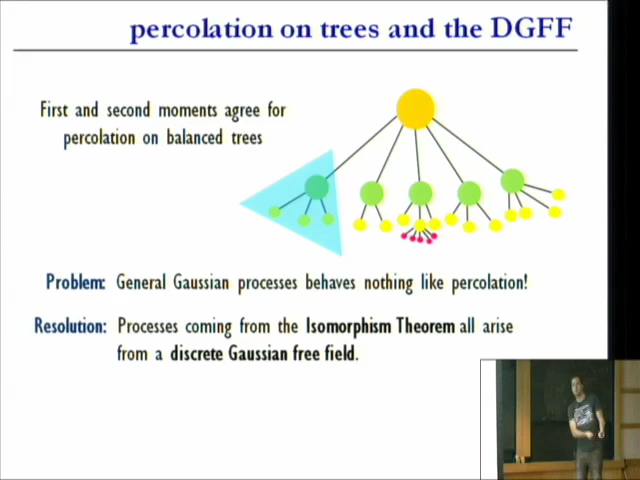 percolation on trees and the DGFF
First and second moments agree for
percolation on balanced trees
Problem: General Gaussian processes behaves nothing like percolation!
Resolution: Processes coming from the Isomorphism Theorem all arise
from a discrete Gaussian free field.